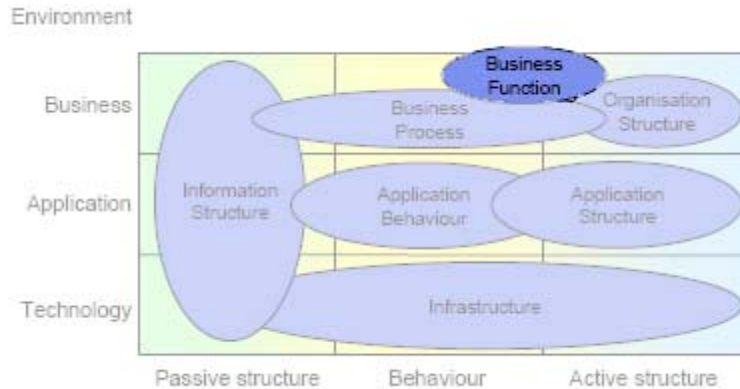 Environment
Business
Function
Business
Business
Process
Organisation
Structure
Application
Information
Structure
Application
Behaviour
Application
Structure
Technology
Infrastructure
Passive structure
Behaviour
Active structure